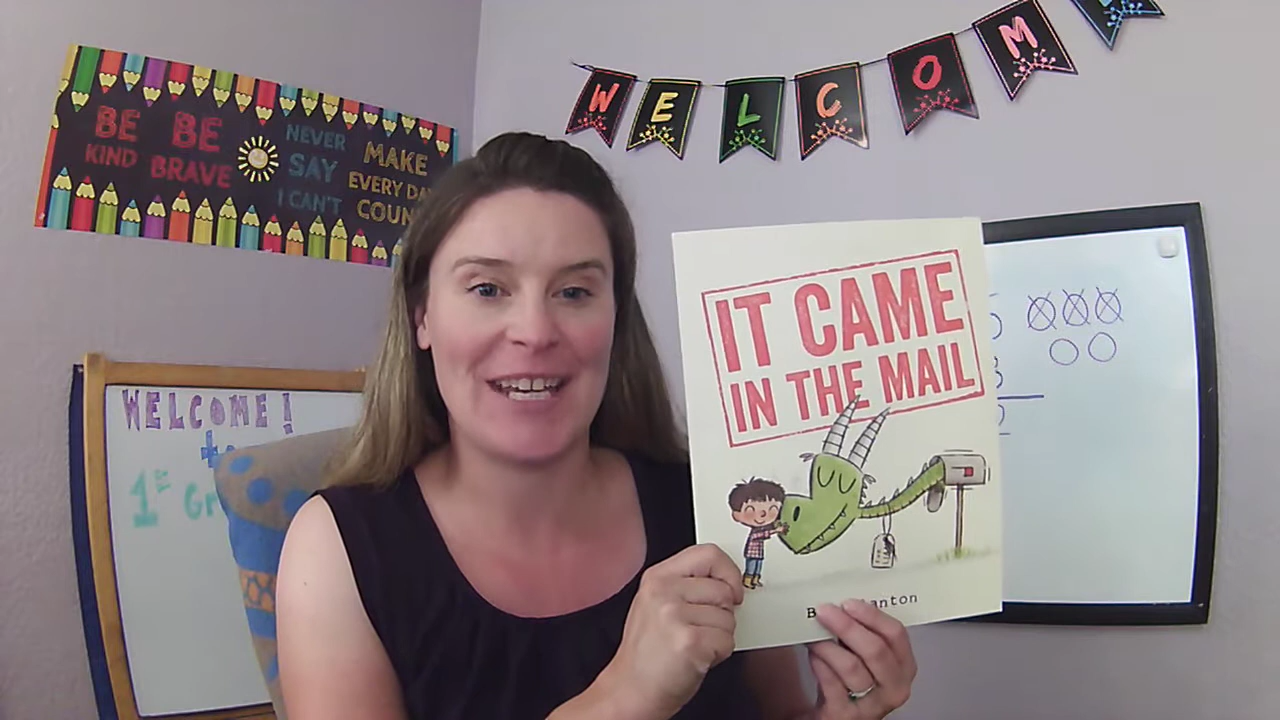 BE
KIND
BE
BRAVE
NEVER
SAY
I CAN'T
MAKE
EVERY DAY
COUN
WELCOM
WELCOME!
to
1st Gr
IT CAME
IN THE MAIL
B anton